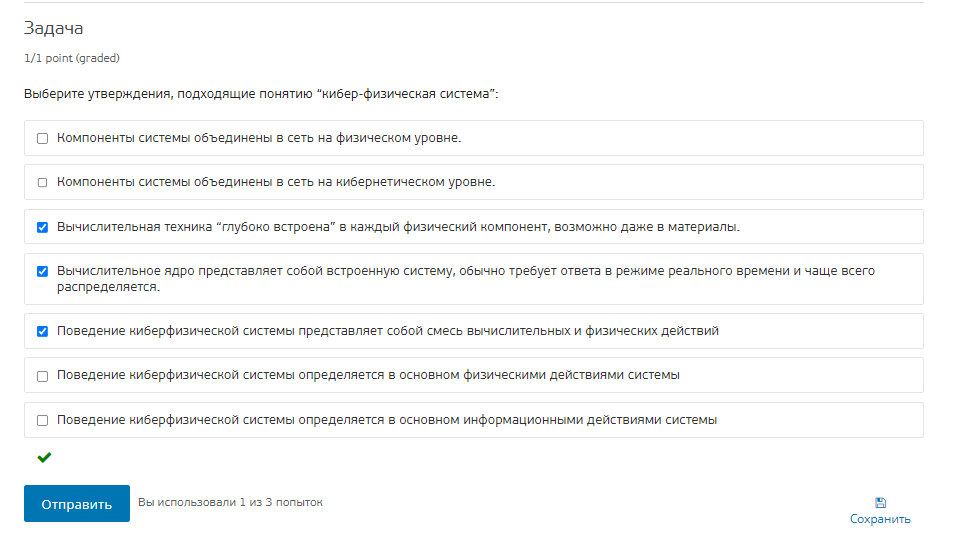 Задача
1/1 point (graded)
Выберите утверждения, подходящие понятию “кибер-физическая система”:
Компоненты системы объединены в сеть на физическом уровне.
Компоненты системы объединены в сеть на кибернетическом уровне.
Вычислительная техника “глубоко встроена” в каждый физический компонент, возможно даже в материалы.
Вычислительное ядро представляет собой встроенную систему, обычно требует ответа в режиме реального времени и чаще всего
распределяется.
Поведение киберфизической системы представляет собой смесь вычислительных и физических действий
Поведение киберфизической системы определяется в основном физическими действиями системы
Поведение киберфизической системы определяется в основном информационными действиями системы
Отправить
Вы использовали 1 из 3 попыток
Сохранить